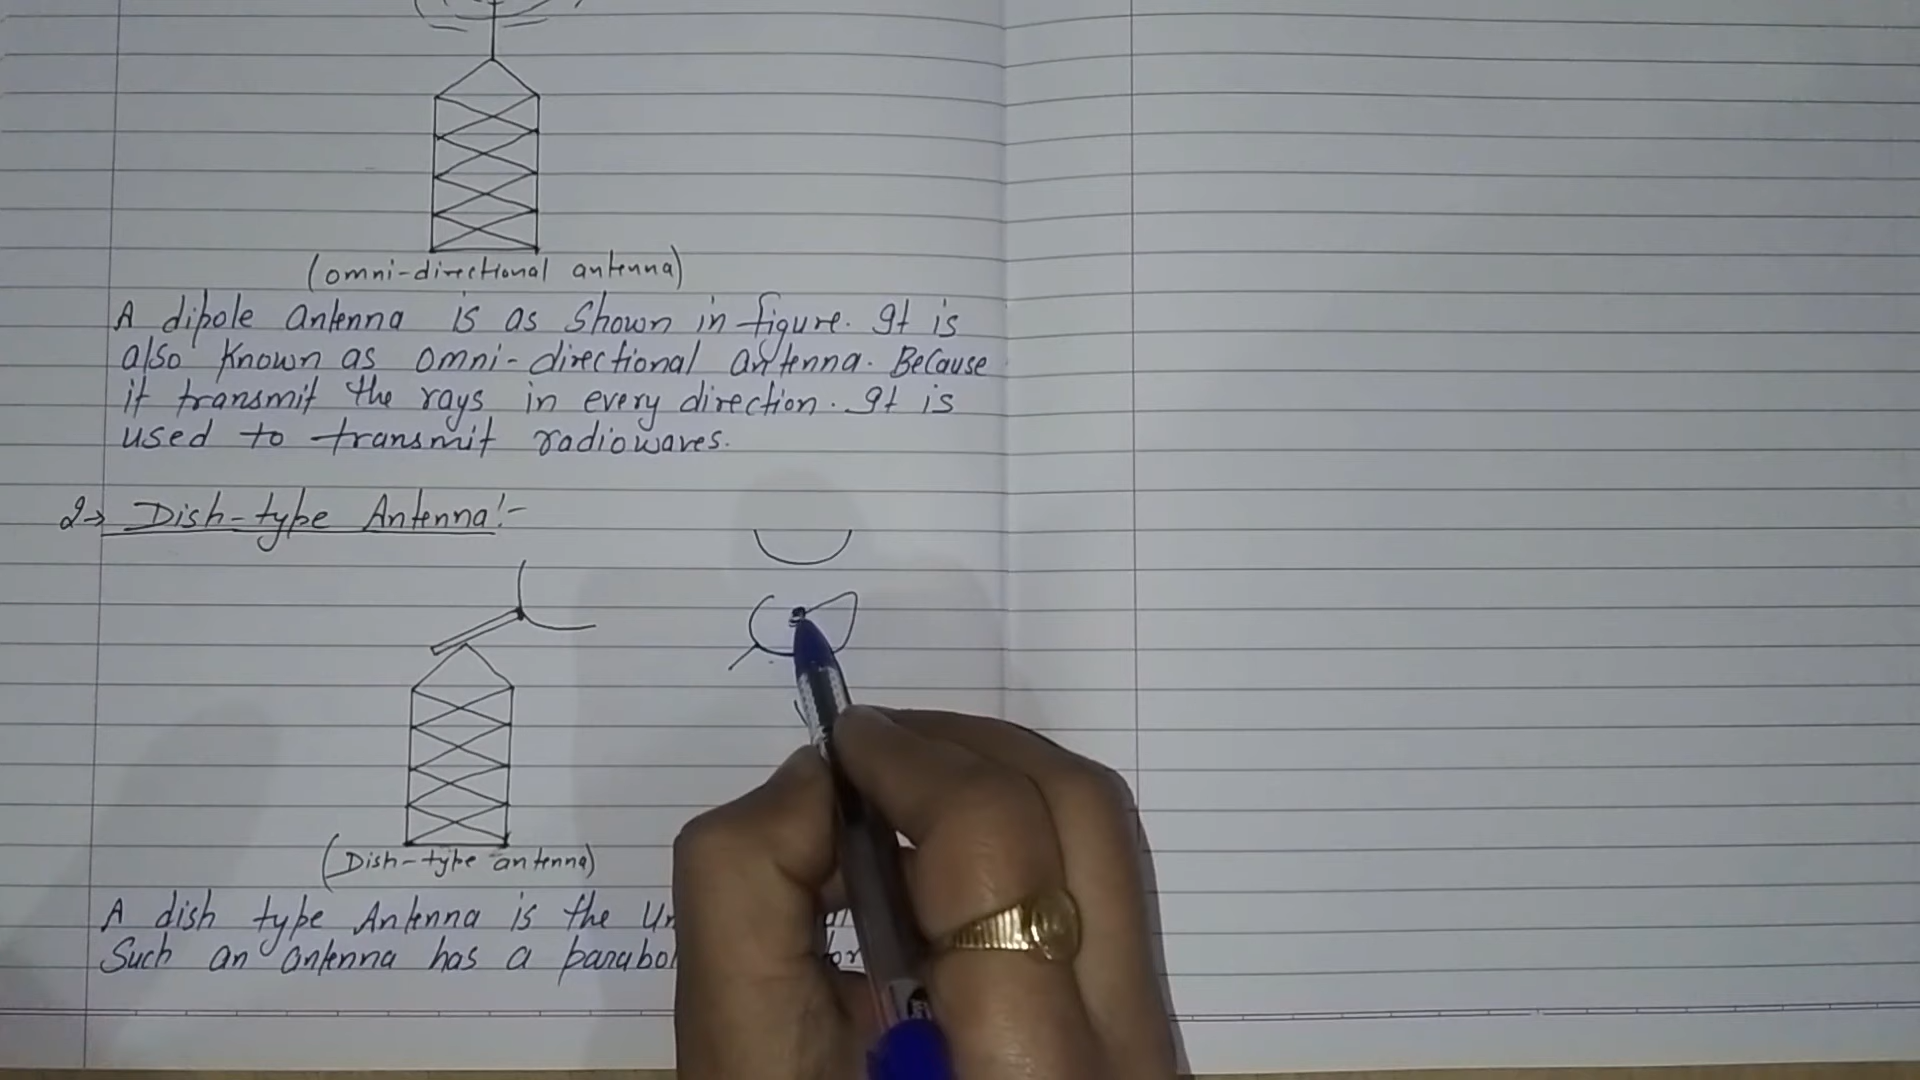 (omni-directional antenna)
A dipole antenna is as shown in figure. It is
also known as omni-directional antenna. Because
it transmit the rays in every direction. It is
used to transmit radiowaves.
2→ Dish-type Antenna:-
(Dish-type antenna)
A dish type Antenna is the
Such an antenna has a